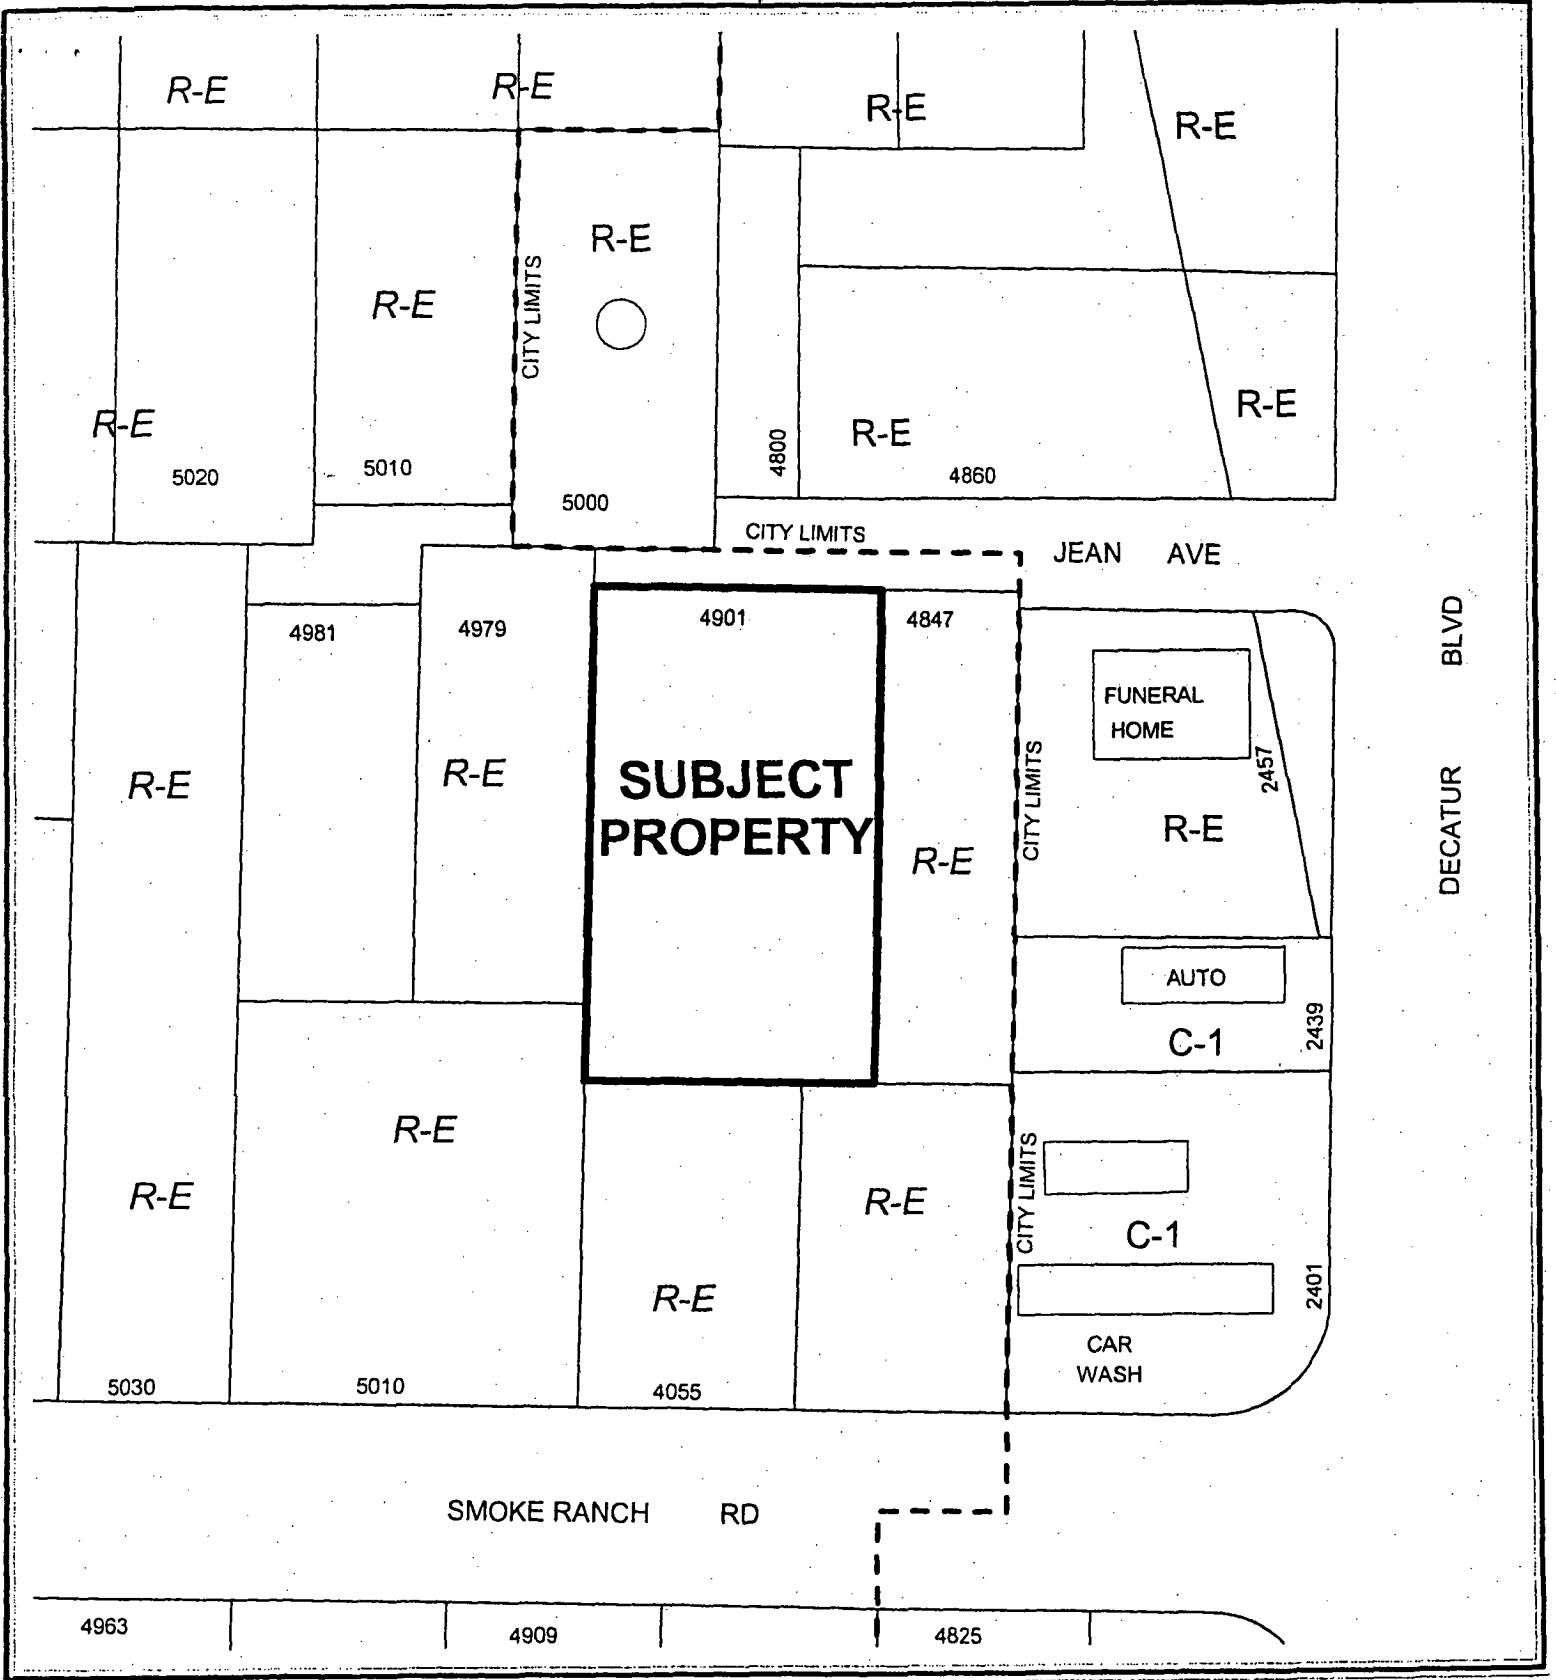 R-E
R-E
R-E
R-E
R-E
CITY LIMITS
R-E
R-E
R-E
R-E
4800
4860
5020
5010
5000
CITY LIMITS
JEAN AVE
4981
4979
4901
4847
BLVD
FUNERAL
HOME
2457
R-E
R-E
SUBJECT
PROPERTY
R-E
CITY LIMITS
R-E
DECATUR
AUTO
C-1
2439
R-E
R-E
R-E
CITY LIMITS
C-1
R-E
2401
CAR
WASH
5030
5010
4055
SMOKE RANCH RD
4963
4909
4825